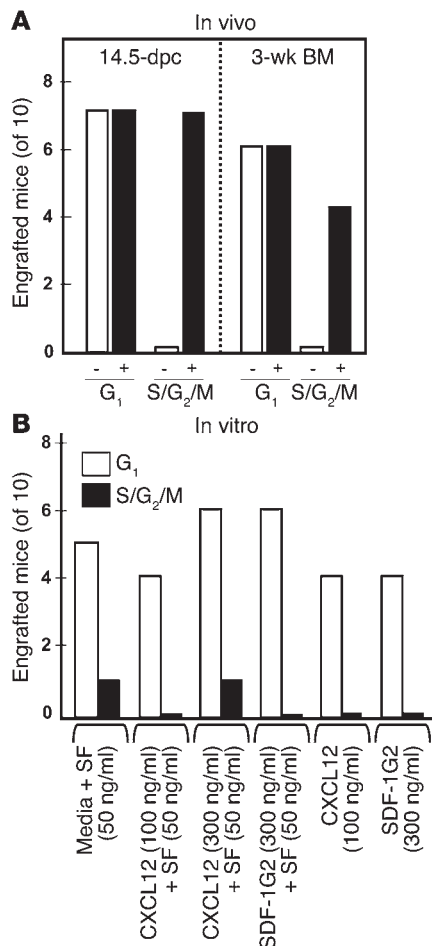 A
In vivo
14.5-dpc
3-wk BM
Engrafted mice (of 10)
8
6
4
2
0
- + - + - + - +
G1 S/G2/M G1 S/G2/M
B
In vitro
G1
S/G2/M
Engrafted mice (of 10)
8
6
4
2
0
Media + SF
(50 ng/ml)
CXCL12 (100 ng/ml)
+ SF (50 ng/ml)
CXCL12 (300 ng/ml)
+ SF (50 ng/ml)
SDF-1G2 (300 ng/ml)
+ SF (50 ng/ml)
CXCL12
(100 ng/ml)
SDF-1G2
(300 ng/ml)